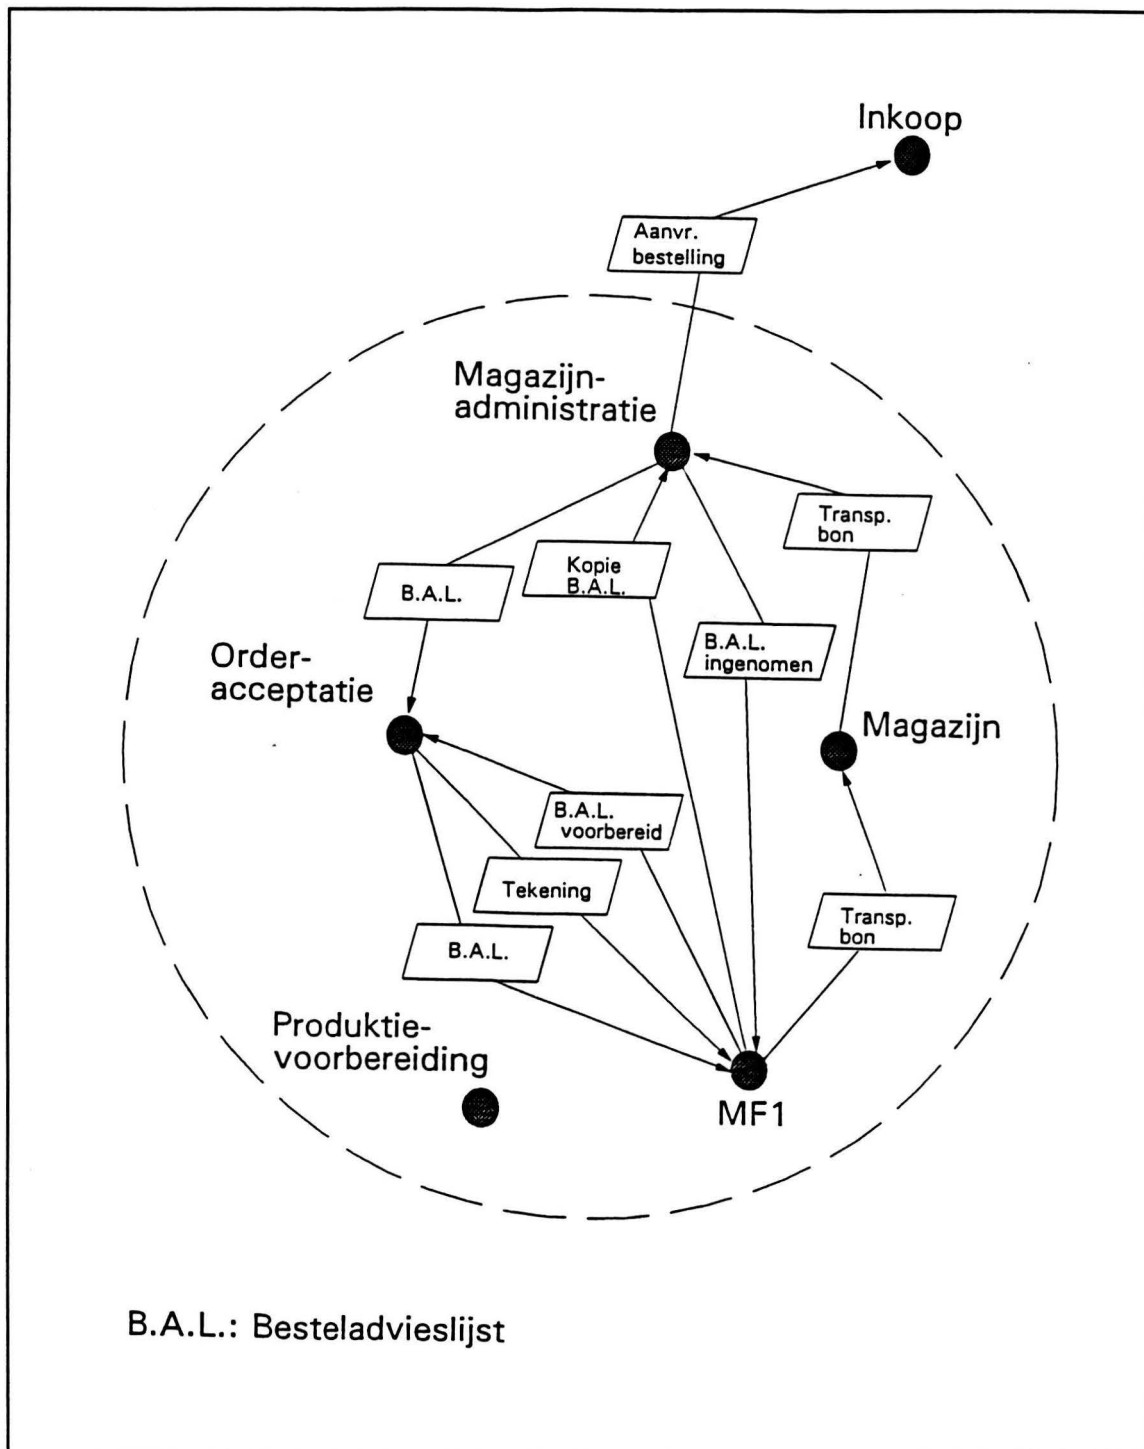 Inkoop
Aanvr.
bestelling
Magazijn-
administratie
Transp.
bon
Kopie
B.A.L.
B.A.L.
B.A.L.
ingenomen
Order-
acceptatie
Magazijn
B.A.L.
voorbereid
Tekening
Transp.
bon
B.A.L.
Produktie-
voorbereiding
MF1
B.A.L.: Besteladvieslijst